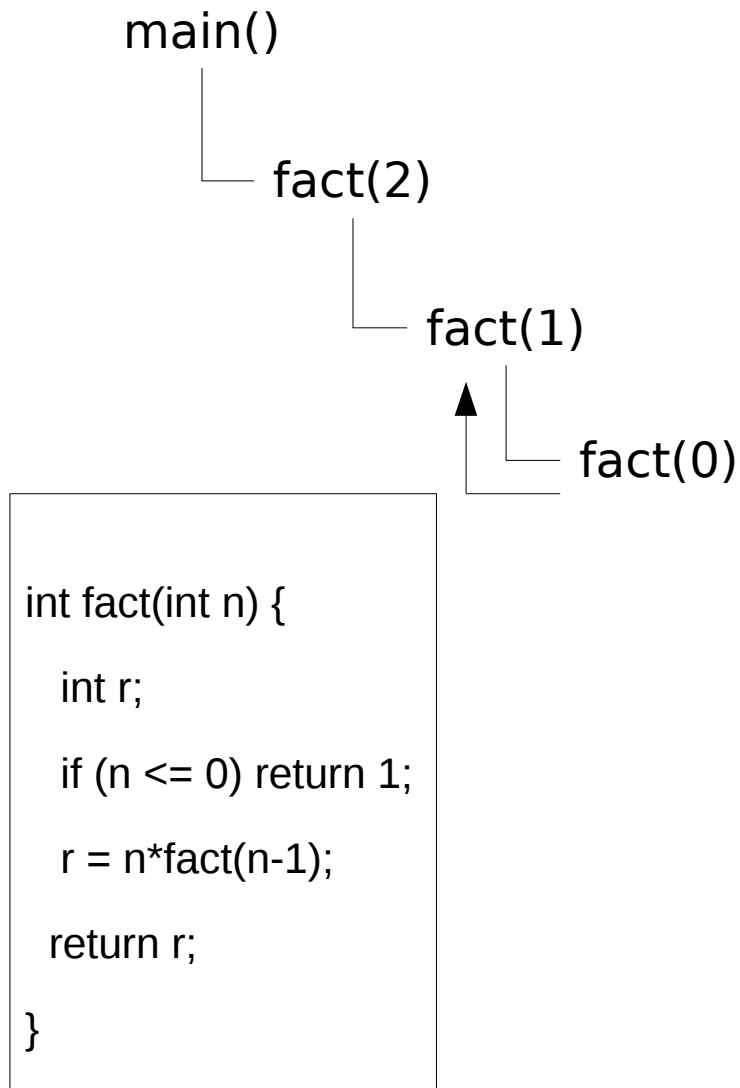 main()
fact(2)
fact(1)
fact(0)
int fact(int n) {
int r;
if (n <= 0) return 1;
r = n*fact(n-1);
return r;
}